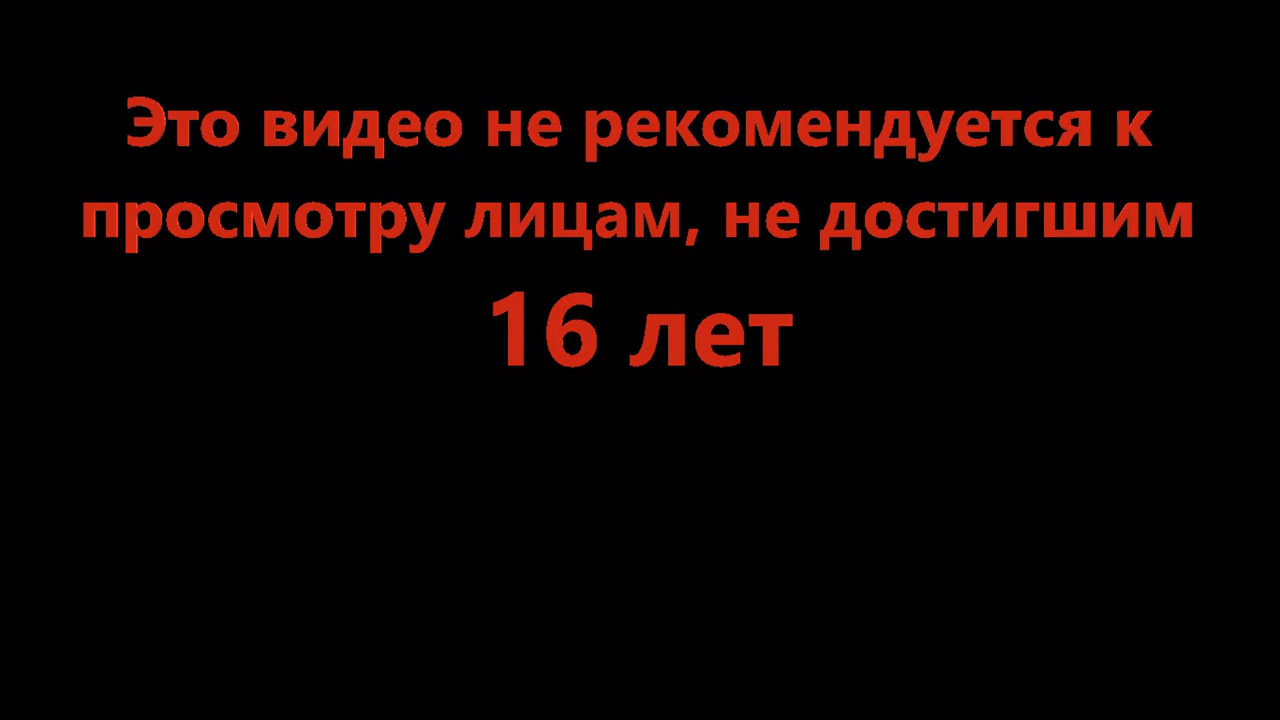 Это видео не рекомендуется к
просмотру лицам, не достигшим
16 лет